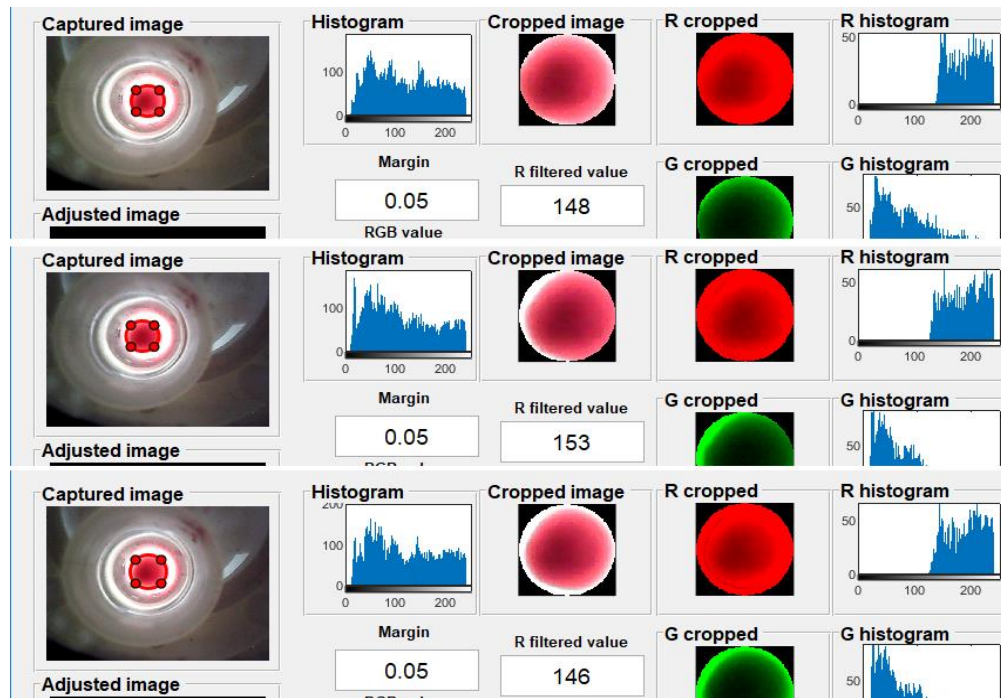 Captured image
Histogram
Cropped image
R cropped
R histogram
100
0
0 100 200
50
0
0 100 200
Margin
0.05
RGB value
R filtered value
148
G cropped
G histogram
50
Adjusted image
Captured image
Histogram
Cropped image
R cropped
R histogram
100
0
0 100 200
50
0
0 100 200
Margin
0.05
R filtered value
153
G cropped
G histogram
50
Adjusted image
Captured image
Histogram
Cropped image
R cropped
R histogram
200
100
0
0 100 200
50
0
0 100 200
Margin
0.05
R filtered value
146
G cropped
G histogram
50
Adjusted image